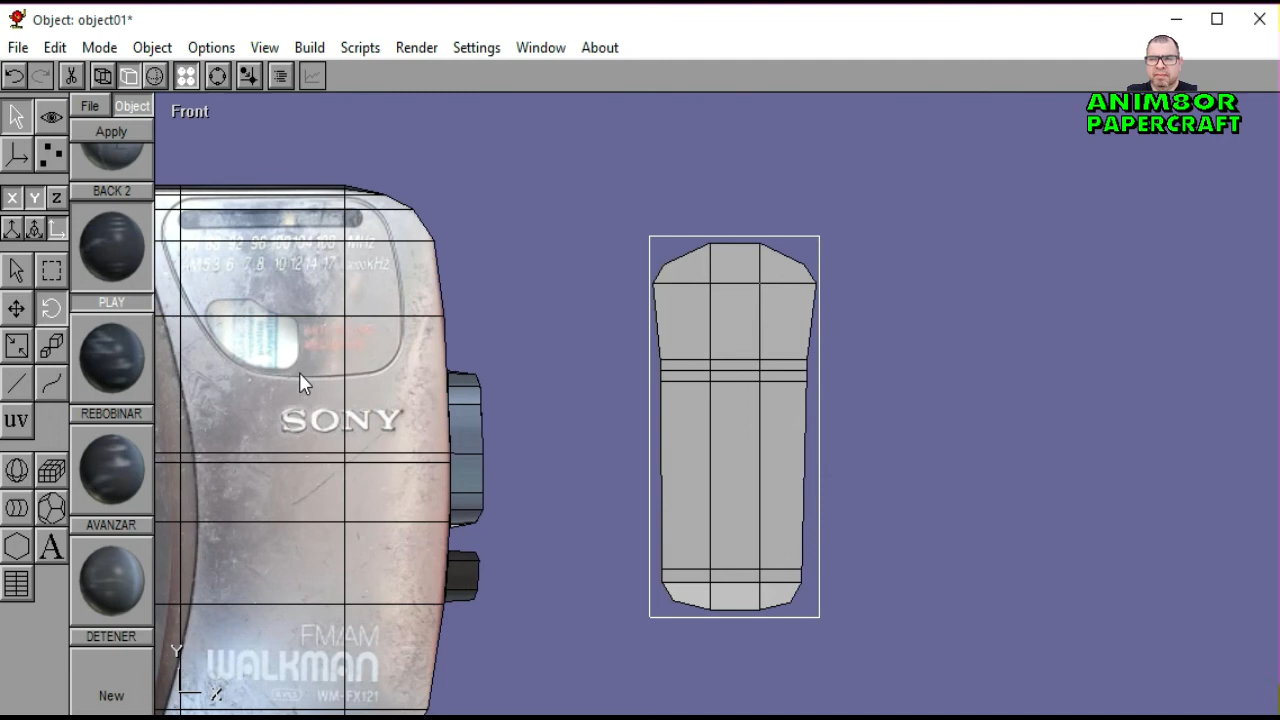 Object: object01*
File Edit Mode Object Options View Build Scripts Render Settings Window About
ANIM8OR
PAPERCRAFT
File Object
Front
Apply
BACK 2
X Y Z
PLAY
REBOBINAR
uv
SONY
AVANZAR
A
DETENER
FM/AM
WALKMAN
WM-FX121
New
Y
X